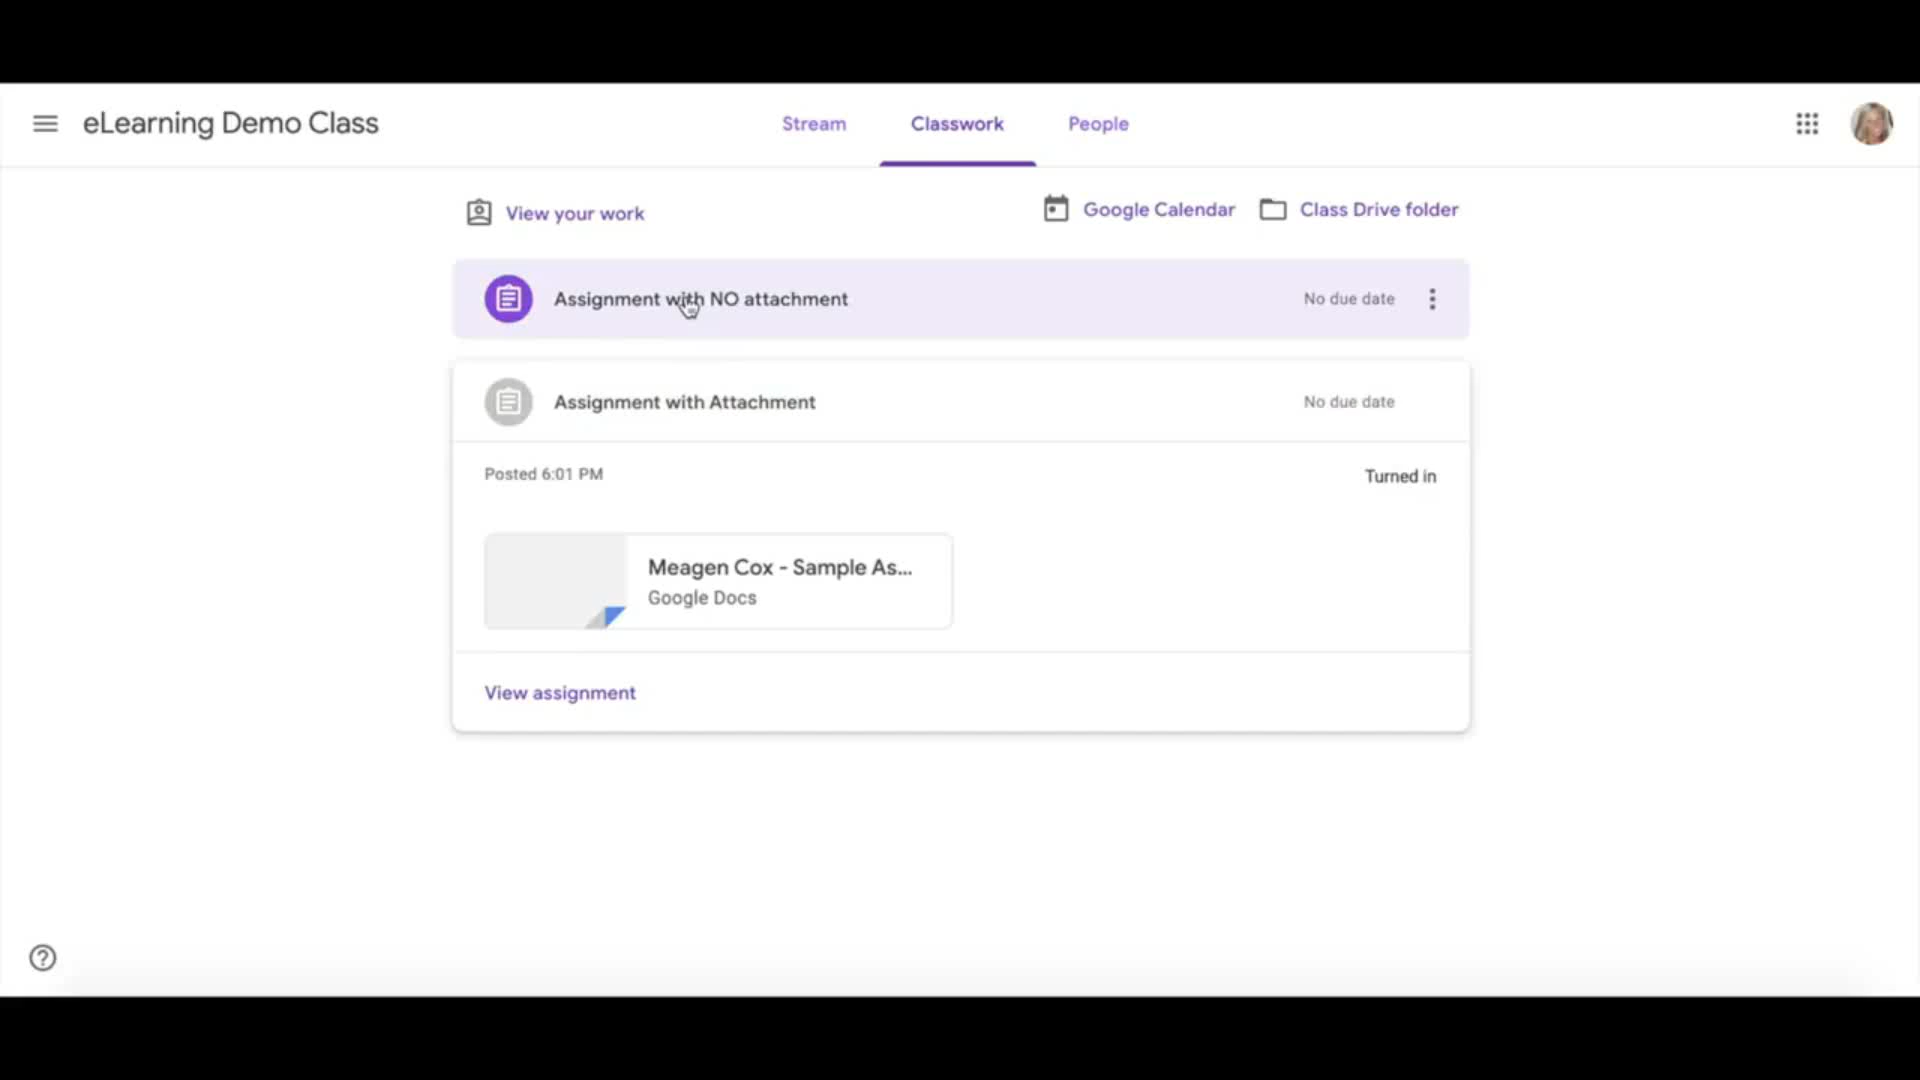 eLearning Demo Class
Stream
Classwork
People
View your work
Google Calendar
Class Drive folder
Assignment with NO attachment
No due date
Assignment with Attachment
No due date
Posted 6:01 PM
Turned in
Meagen Cox - Sample As...
Google Docs
View assignment